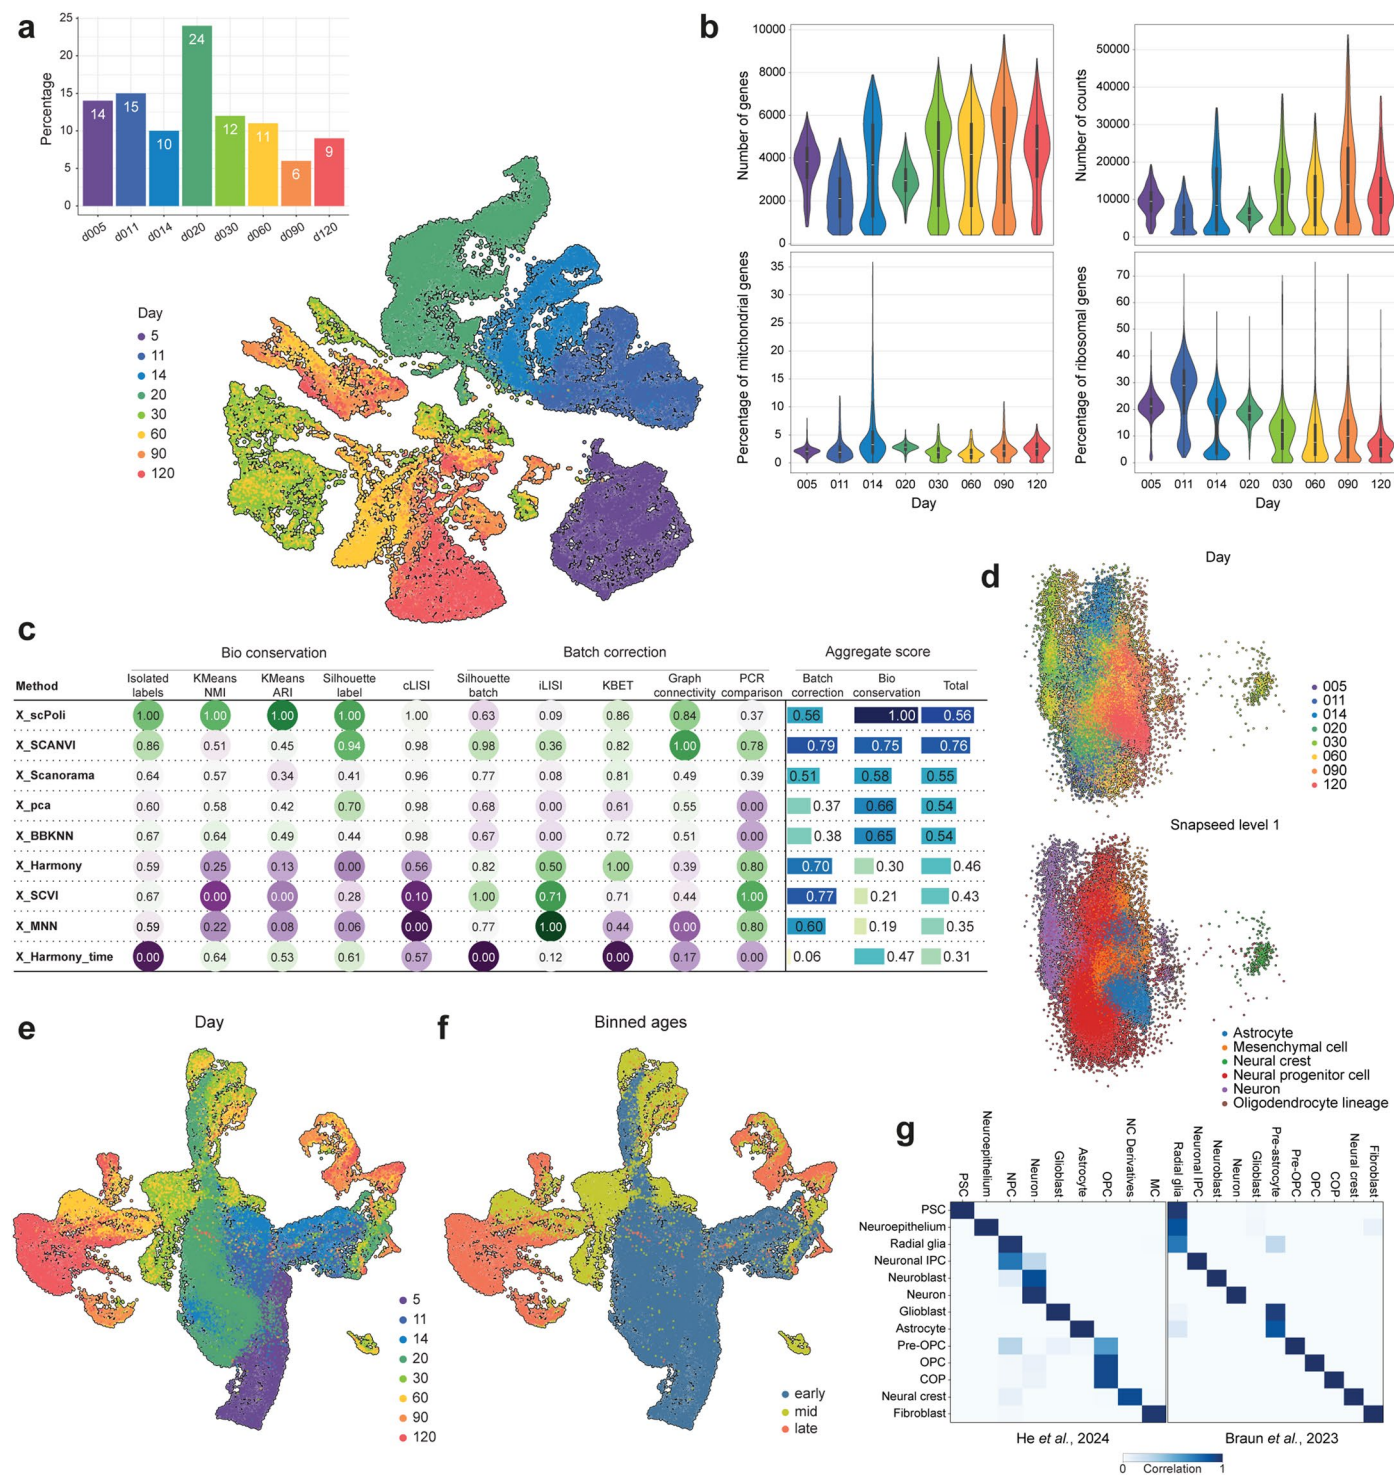 a
25
20
15
10
5
0
Percentage
14
15
10
24
12
11
6
9
d005
d011
d014
d020
d030
d060
d090
d120
Day
5
11
14
20
30
60
90
120
b
Number of genes
10000
8000
6000
4000
2000
0
Number of counts
50000
40000
30000
20000
10000
0
Percentage of mitchondrial genes
35
30
25
20
15
10
5
0
005 011 014 020 030 060 090 120
Day
Percentage of ribosomal genes
70
60
50
40
30
20
10
0
005 011 014 020 030 060 090 120
Day
c
Bio conservation Batch correction Aggregate score
Method Isolated labels KMeans NMI KMeans ARI Silhouette label cLISI Silhouette batch iLISI KBET Graph connectivity PCR comparison Batch correction Bio conservation Total
X_scPoli 1.00 1.00 1.00 1.00 1.00 0.63 0.09 0.86 0.84 0.37 0.56 1.00 0.56
X_SCANVI 0.86 0.51 0.45 0.94 0.98 0.98 0.36 0.82 1.00 0.78 0.79 0.75 0.76
X_Scanorama 0.64 0.57 0.34 0.41 0.96 0.77 0.08 0.81 0.49 0.39 0.51 0.58 0.55
X_pca 0.60 0.58 0.42 0.70 0.98 0.68 0.00 0.61 0.55 0.00 0.37 0.66 0.54
X_BBKNN 0.67 0.64 0.49 0.44 0.98 0.67 0.00 0.72 0.51 0.00 0.38 0.65 0.54
X_Harmony 0.59 0.25 0.13 0.00 0.56 0.82 0.50 1.00 0.39 0.80 0.70 0.30 0.46
X_SCVI 0.67 0.00 0.00 0.28 0.10 1.00 0.71 0.71 0.44 1.00 0.77 0.21 0.43
X_MNN 0.59 0.22 0.08 0.06 0.00 0.77 1.00 0.44 0.00 0.80 0.60 0.19 0.35
X_Harmony_time 0.00 0.64 0.53 0.61 0.57 0.00 0.12 0.00 0.17 0.00 0.06 0.47 0.31
d
Day
005
011
014
020
030
060
090
120
Snapseed level 1
Astrocyte
Mesenchymal cell
Neural crest
Neural progenitor cell
Neuron
Oligodendrocyte lineage
e
Day
5
11
14
20
30
60
90
120
f
Binned ages
early
mid
late
g
PSC
Neuroepithelium
NPC
Neuron
Glioblast
Astrocyte
OPC
NC Derivatives
MC
Radial glia
Neuronal IPC
Neuroblast
Neuron
Glioblast
Pre-astrocyte
Pre-OPC
OPC
COP
Neural crest
Fibroblast
PSC
Neuroepithelium
Radial glia
Neuronal IPC
Neuroblast
Neuron
Glioblast
Astrocyte
Pre-OPC
OPC
COP
Neural crest
Fibroblast
He et al., 2024
Braun et al., 2023
0 Correlation 1